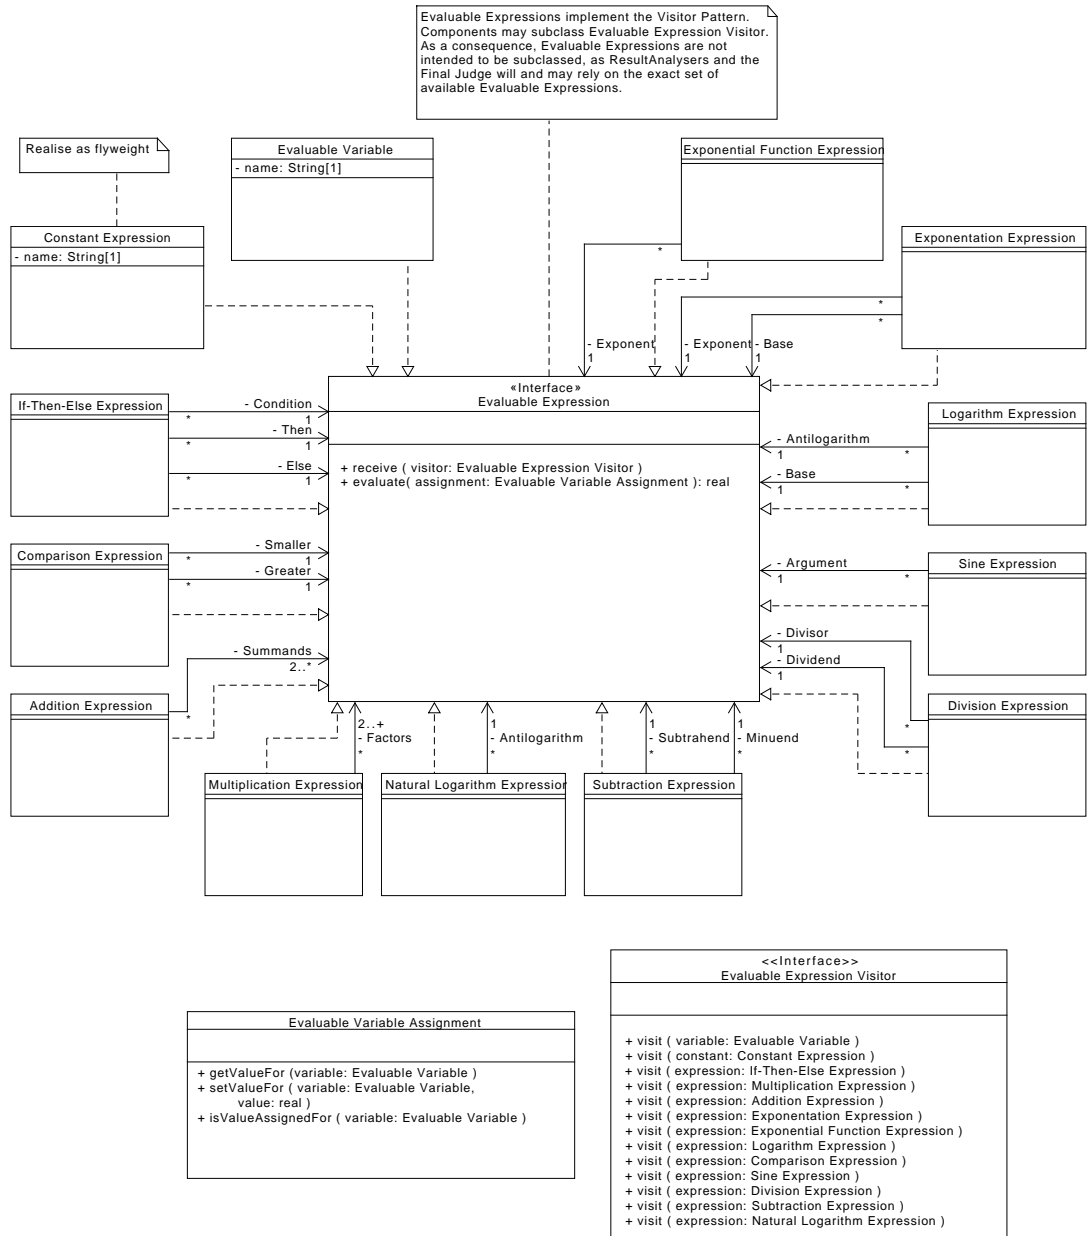 Evaluable Expressions implement the Visitor Pattern.
Components may subclass Evaluable Expression Visitor.
As a consequence, Evaluable Expressions are not
intended to be subclassed, as ResultAnalysers and the
Final Judge will and may rely on the exact set of
available Evaluable Expressions.
Realise as flyweight
Evaluable Variable
- name: String[1]
Exponential Function Expression
*
Constant Expression
- name: String[1]
Exponentation Expression
*
*
- Exponent
1
- Exponent
1
- Base
1
«Interface»
Evaluable Expression
+ receive ( visitor: Evaluable Expression Visitor )
+ evaluate( assignment: Evaluable Variable Assignment ): real
If-Then-Else Expression
- Condition
* 1
- Then
* 1
- Else
* 1
Logarithm Expression
- Antilogarithm
1 *
- Base
1 *
Comparison Expression
- Smaller
* 1
- Greater
* 1
Sine Expression
- Argument
1 *
Addition Expression
- Summands
2..*
*
Division Expression
- Divisor
1
*
- Dividend
1
*
2..+
- Factors
*
Multiplication Expression
1
- Antilogarithm
*
Natural Logarithm Expression
1
- Subtrahend
*
1
- Minuend
*
Subtraction Expression
Evaluable Variable Assignment
+ getValueFor (variable: Evaluable Variable )
+ setValueFor ( variable: Evaluable Variable,
value: real )
+ isValueAssignedFor ( variable: Evaluable Variable )
<<Interface>>
Evaluable Expression Visitor
+ visit ( variable: Evaluable Variable )
+ visit ( constant: Constant Expression )
+ visit ( expression: If-Then-Else Expression )
+ visit ( expression: Multiplication Expression )
+ visit ( expression: Addition Expression )
+ visit ( expression: Exponentation Expression )
+ visit ( expression: Exponential Function Expression )
+ visit ( expression: Logarithm Expression )
+ visit ( expression: Comparison Expression )
+ visit ( expression: Sine Expression )
+ visit ( expression: Division Expression )
+ visit ( expression: Subtraction Expression )
+ visit ( expression: Natural Logarithm Expression )